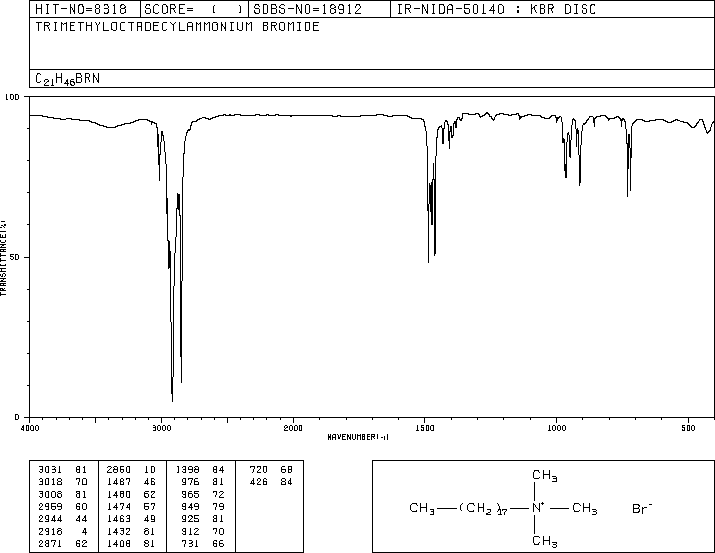 HIT-NO=8318 SCORE= ( ) SDBS-NO=18912 IR-NIDA-50140 : KBR DISC
TRIMETHYLOCTADECYLAMMONIUM BROMIDE
C21H46BRN
100
50
0
TRANSMITTANCE(%)
4000 3000 2000 1500 1000 500
WAVENUMBER(-1)
3031 81 2850 10 1398 84 720 68
3018 70 1487 46 976 81 426 84
3008 81 1480 62 965 72
2969 60 1474 57 949 79
2944 44 1463 49 925 81
2918 4 1432 81 912 70
2871 62 1408 81 731 66
CH3
CH3—(CH2)17—N+—CH3 Br-
CH3